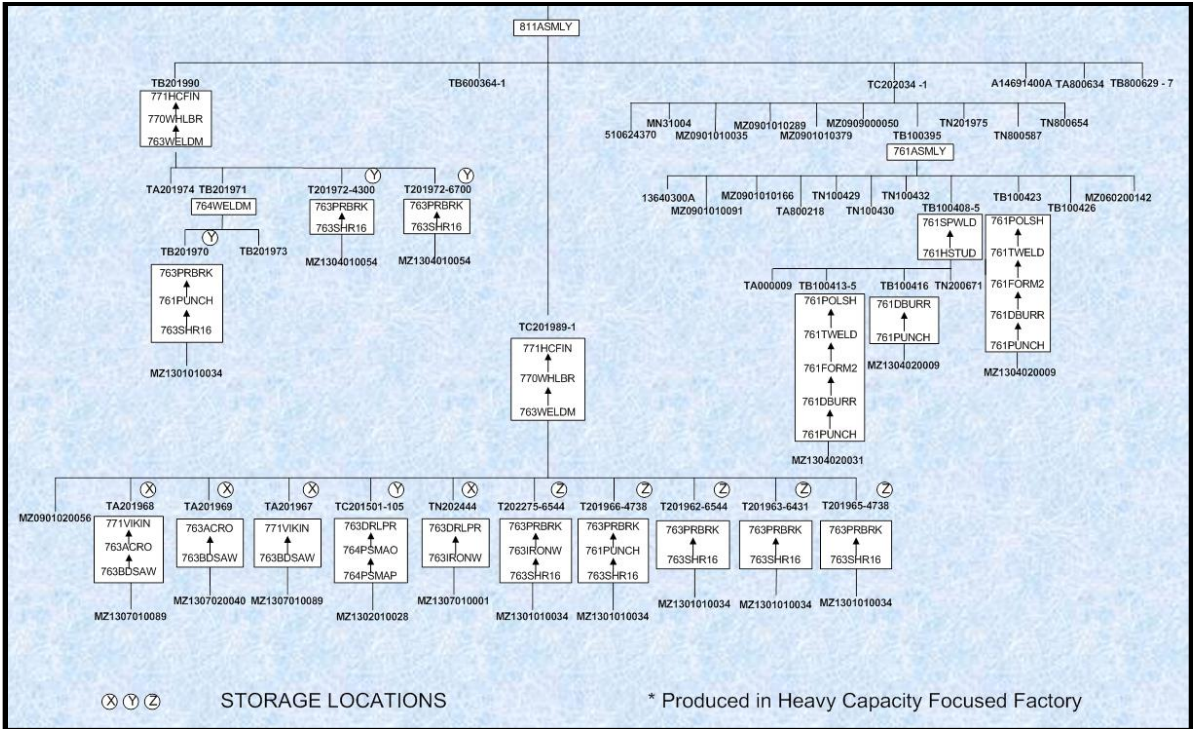 811ASMLY
TB201990
TB600364-1
TC202034 -1
A14691400A
TA800634
TB800629 - 7
771HCFIN
770WHLBR
763WELDM
510624370
MN31004
MZ0901010035
MZ0901010289
MZ0901010379
MZ0909000050
TB100395
TN201975
TN800587
TN800654
761ASMLY
TA201974
TB201971
Y
T201972-4300
Y
T201972-6700
764WELDM
763PRBRK
763SHR16
763PRBRK
763SHR16
MZ1304010054
MZ1304010054
Y
TB201970
TB201973
763PRBRK
761PUNCH
763SHR16
MZ1301010034
13640300A
MZ0901010091
MZ0901010166
TA800218
TN100429
TN100430
TN100432
TB100408-5
TB100423
TB100426
MZ060200142
761SPWLD
761HSTUD
761POLSH
761TWELD
761FORM2
761DBURR
761PUNCH
MZ1304020009
TA000009
TB100413-5
TB100416
TN200671
761POLSH
761TWELD
761FORM2
761DBURR
761PUNCH
MZ1304020031
761DBURR
761PUNCH
MZ1304020009
TC201989-1
771HCFIN
770WHLBR
763WELDM
MZ0901020056
X
TA201968
771VIKIN
763ACRO
763BDSAW
MZ1307010089
X
TA201969
763ACRO
763BDSAW
MZ1307020040
X
TA201967
771VIKIN
763BDSAW
MZ1307010089
Y
TC201501-105
763DRLPR
764PSMAO
764PSMAP
MZ1302010028
X
TN202444
763DRLPR
763IRONW
MZ1307010001
Z
T202275-6544
763PRBRK
763IRONW
763SHR16
MZ1301010034
Z
T201966-4738
763PRBRK
761PUNCH
763SHR16
MZ1301010034
Z
T201962-6544
763PRBRK
763SHR16
MZ1301010034
Z
T201963-6431
763PRBRK
763SHR16
MZ1301010034
Z
T201965-4738
763PRBRK
763SHR16
MZ1301010034
X Y Z STORAGE LOCATIONS
* Produced in Heavy Capacity Focused Factory